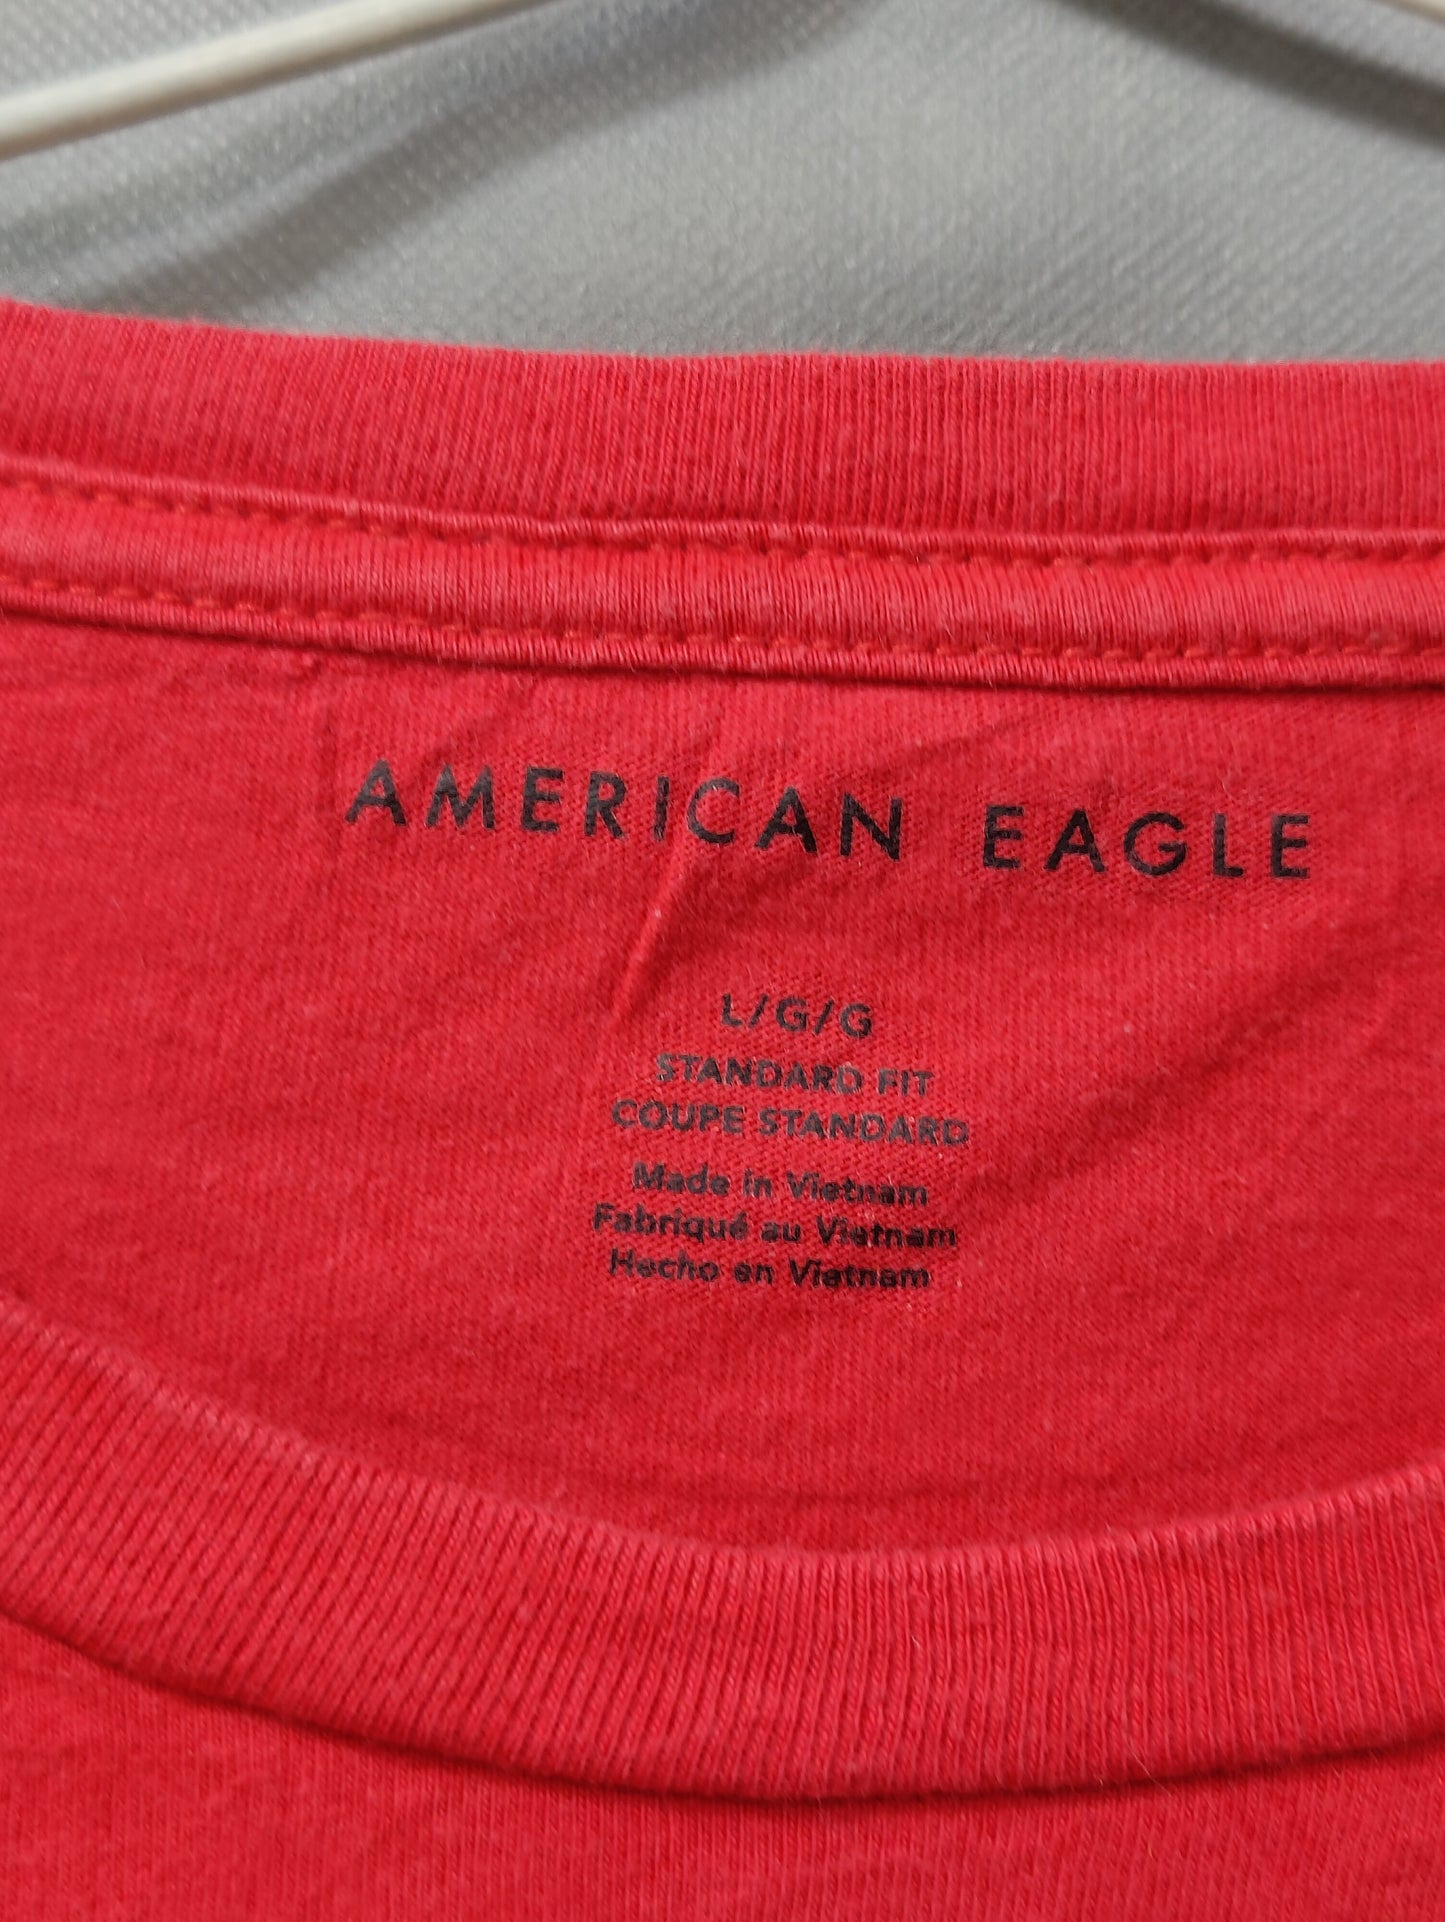 AMERICAN EAGLE
L/G/G
STANDARD FIT
COUPE STANDARD
Made in Vietnam
Fabriqué au Vietnam
Hecho en Vietnam